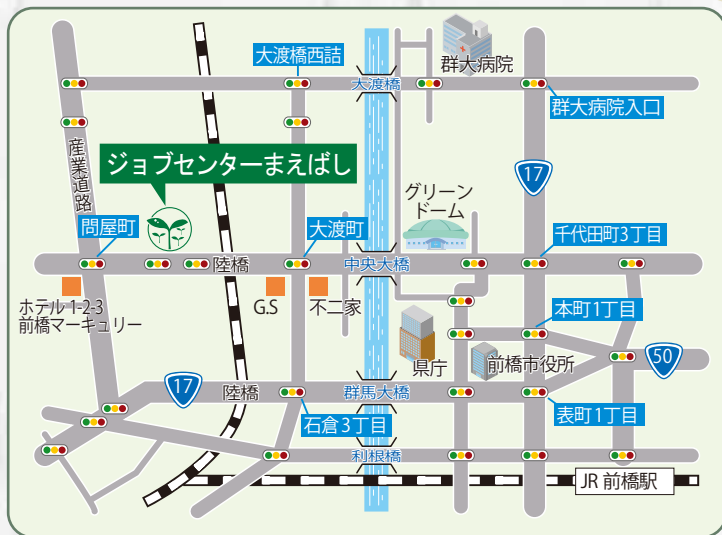 大渡橋西詰
群大病院
大渡橋
群大病院入口
産業道路
ジョブセンターまえばし
17
グリーン
ドーム
問屋町
大渡町
千代田町3丁目
陸橋
中央大橋
ホテル 1-2-3
前橋マーキュリー
G.S
不二家
本町1丁目
県庁
前橋市役所
50
17
陸橋
群馬大橋
石倉3丁目
表町1丁目
利根橋
JR 前橋駅